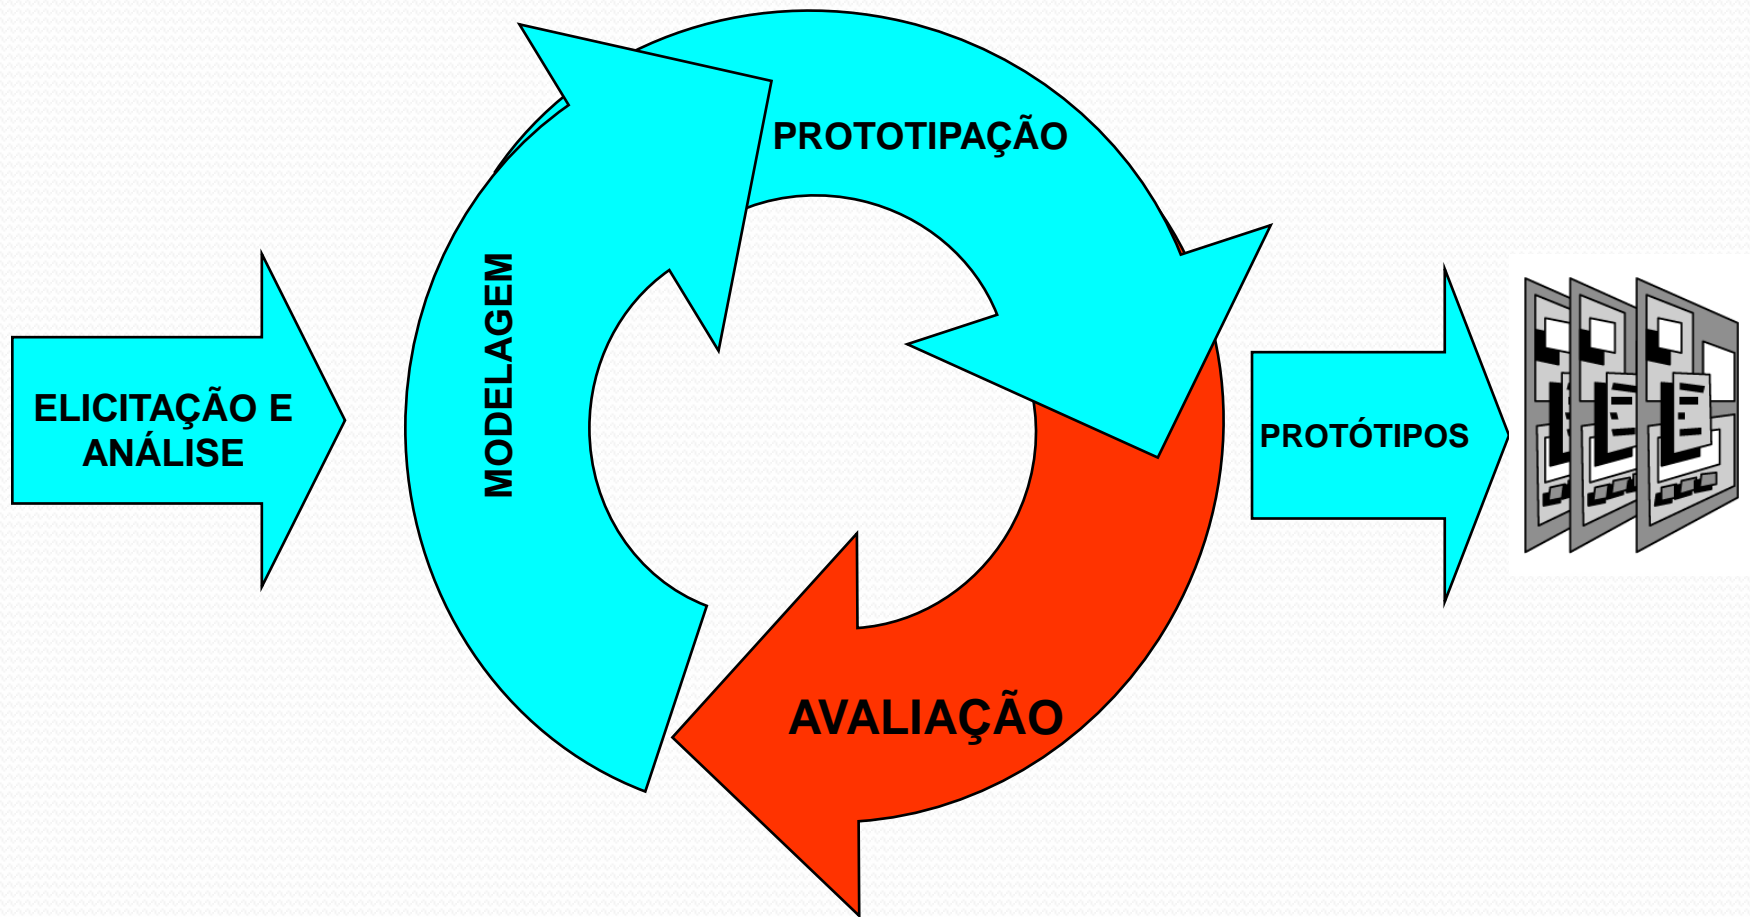 ELICITAÇÃO E
ANÁLISE
MODELAGEM
PROTOTIPAÇÃO
AVALIAÇÃO
PROTÓTIPOS